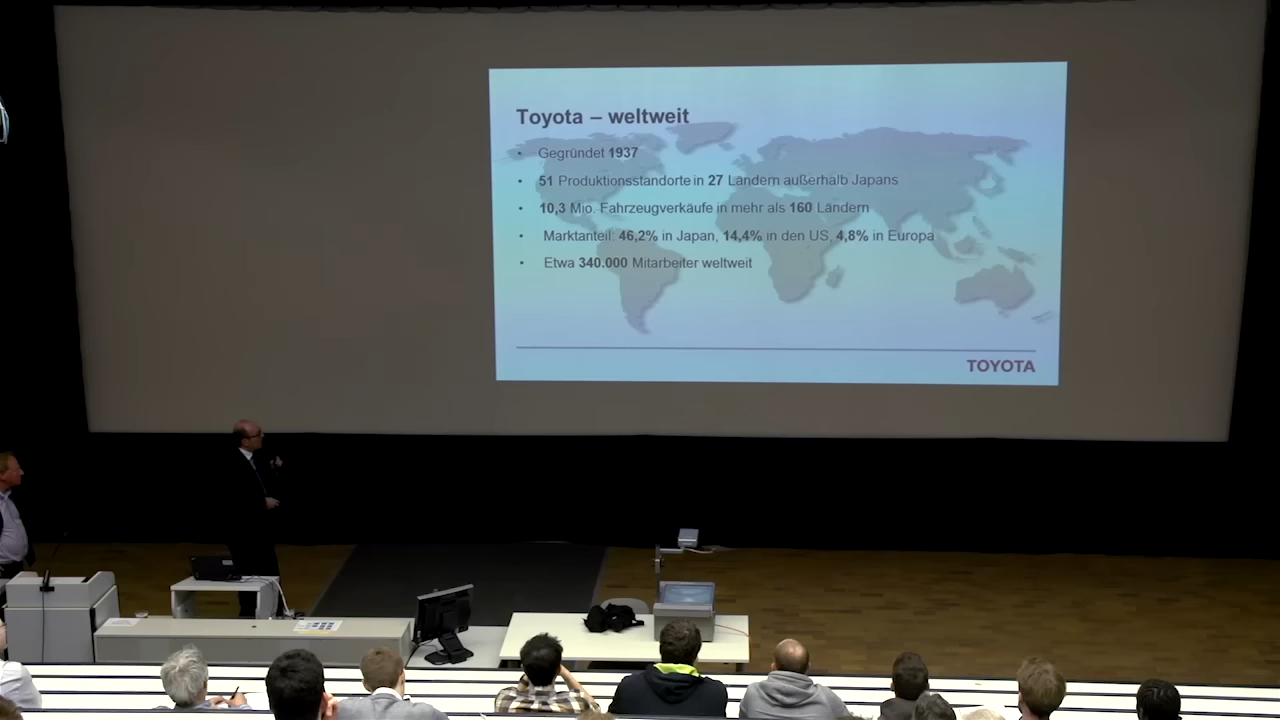 Toyota – weltweit
• Gegründet 1937
• 51 Produktionsstandorte in 27 Ländern außerhalb Japans
• 10,3 Mio. Fahrzeugverkäufe in mehr als 160 Ländern
• Marktanteil: 46,2% in Japan, 14,4% in den US, 4,8% in Europa
• Etwa 340.000 Mitarbeiter weltweit
TOYOTA